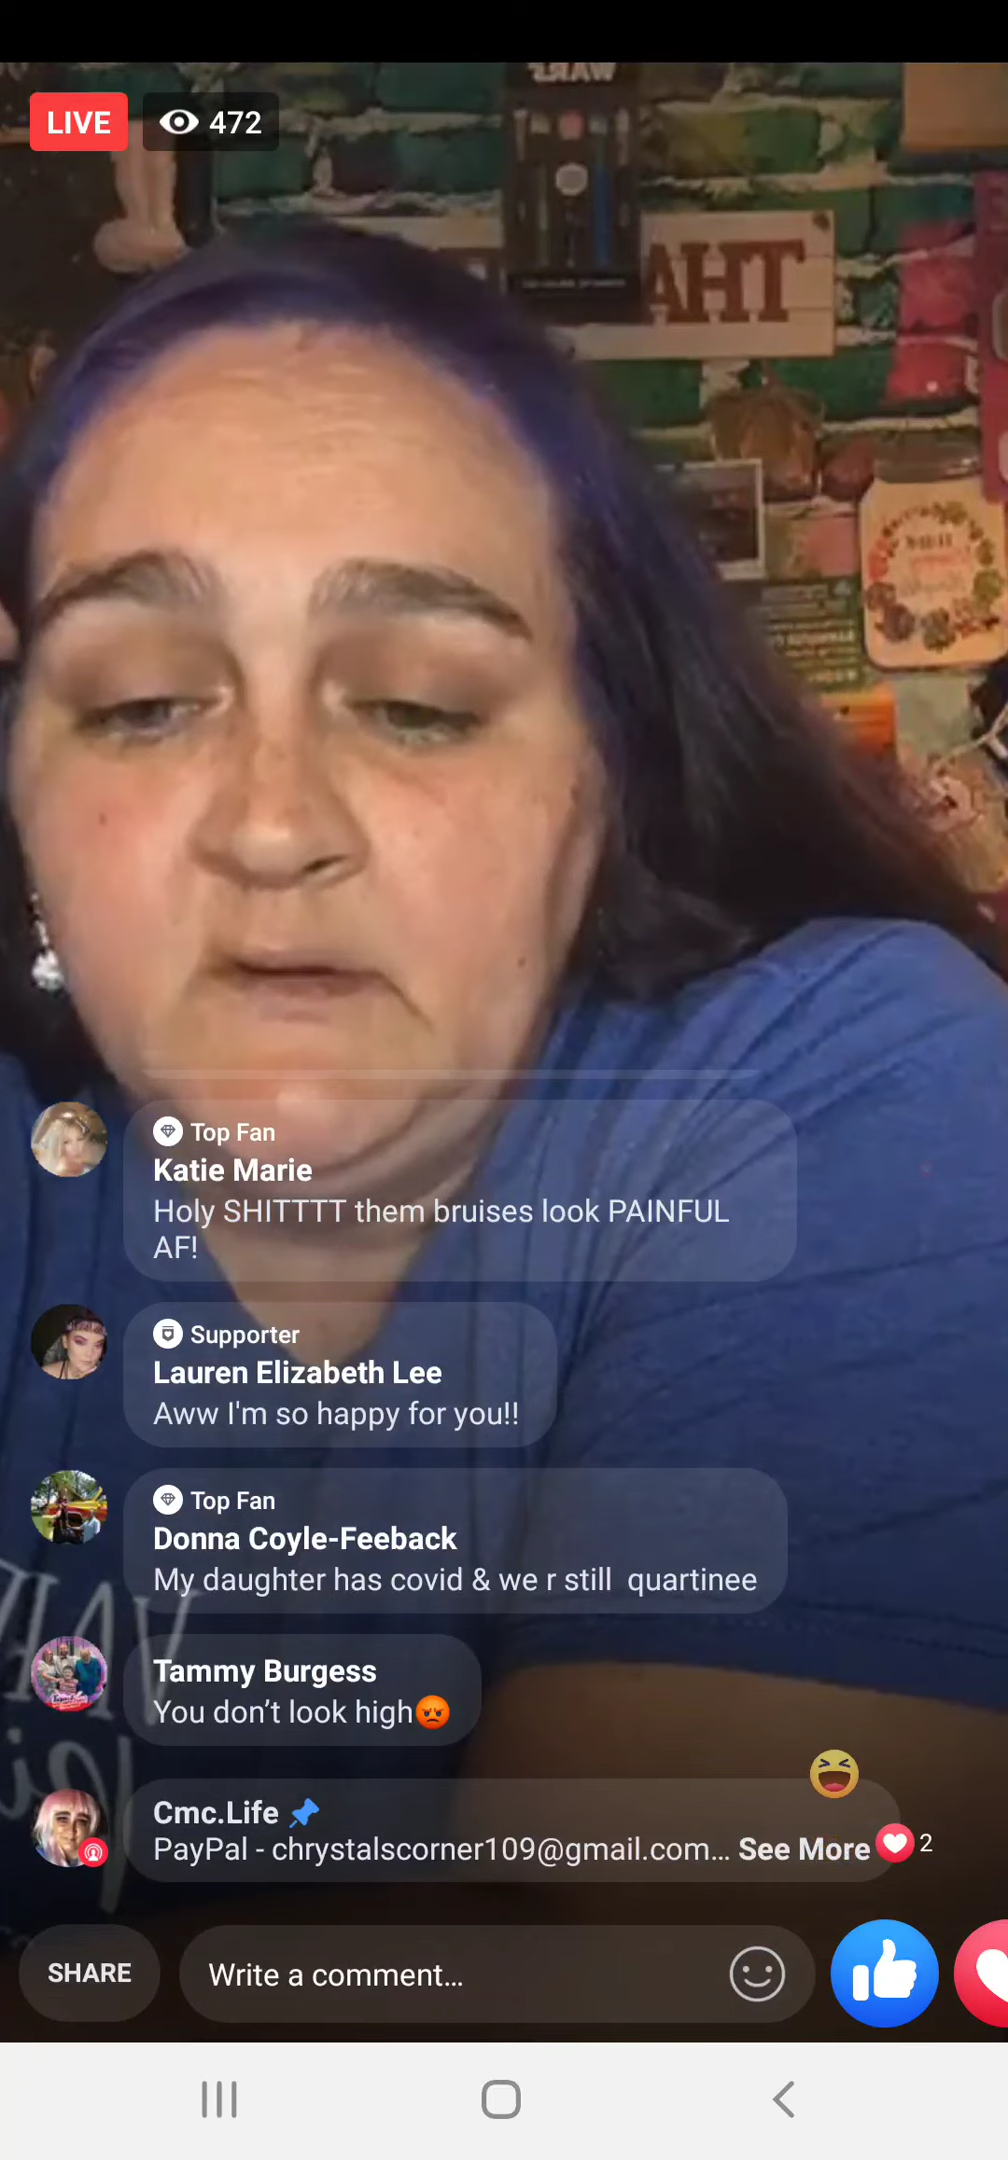 LIVE
472
WARS
THA
Top Fan
Katie Marie
Holy SHITTTT them bruises look PAINFUL
AF!
Supporter
Lauren Elizabeth Lee
Aww I'm so happy for you!!
Top Fan
Donna Coyle-Feeback
My daughter has covid & we r still  quartinee
Tammy Burgess
You don’t look high😡
Cmc.Life 📌
PayPal - chrystalscorner109@gmail.com... See More
2
SHARE
Write a comment...